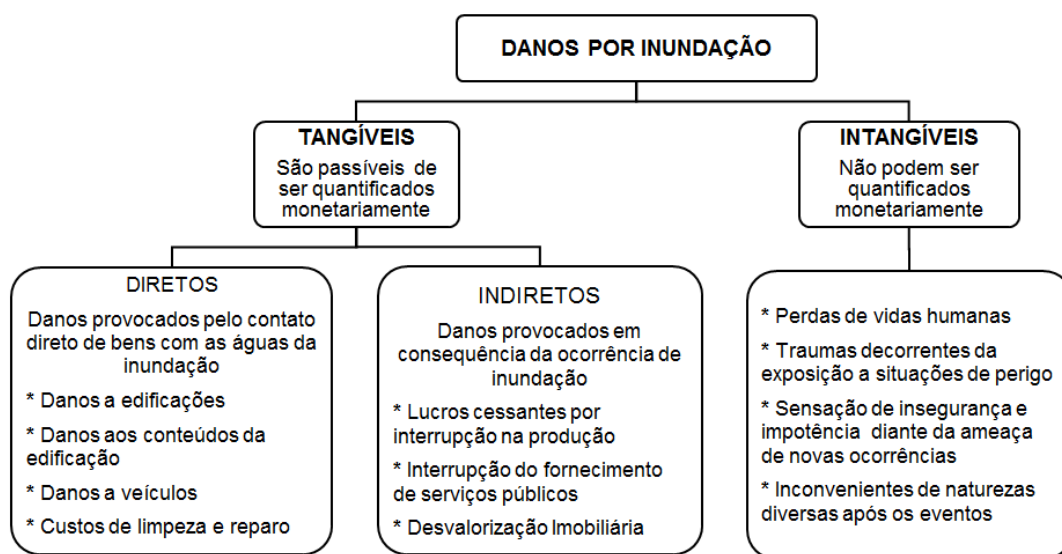 DANOS POR INUNDAÇÃO
TANGÍVEIS
São passíveis de
ser quantificados
monetariamente
INTANGÍVEIS
Não podem ser
quantificados
monetariamente
DIRETOS
Danos provocados pelo contato
direto de bens com as águas da
inundação
* Danos a edificações
* Danos aos conteúdos da
edificação
* Danos a veículos
* Custos de limpeza e reparo
INDIRETOS
Danos provocados em
consequência da ocorrência de
inundação
* Lucros cessantes por
interrupção na produção
* Interrupção do fornecimento
de serviços públicos
* Desvalorização Imobiliária
* Perdas de vidas humanas
* Traumas decorrentes da
exposição a situações de perigo
* Sensação de insegurança e
impotência diante da ameaça
de novas ocorrências
* Inconvenientes de naturezas
diversas após os eventos